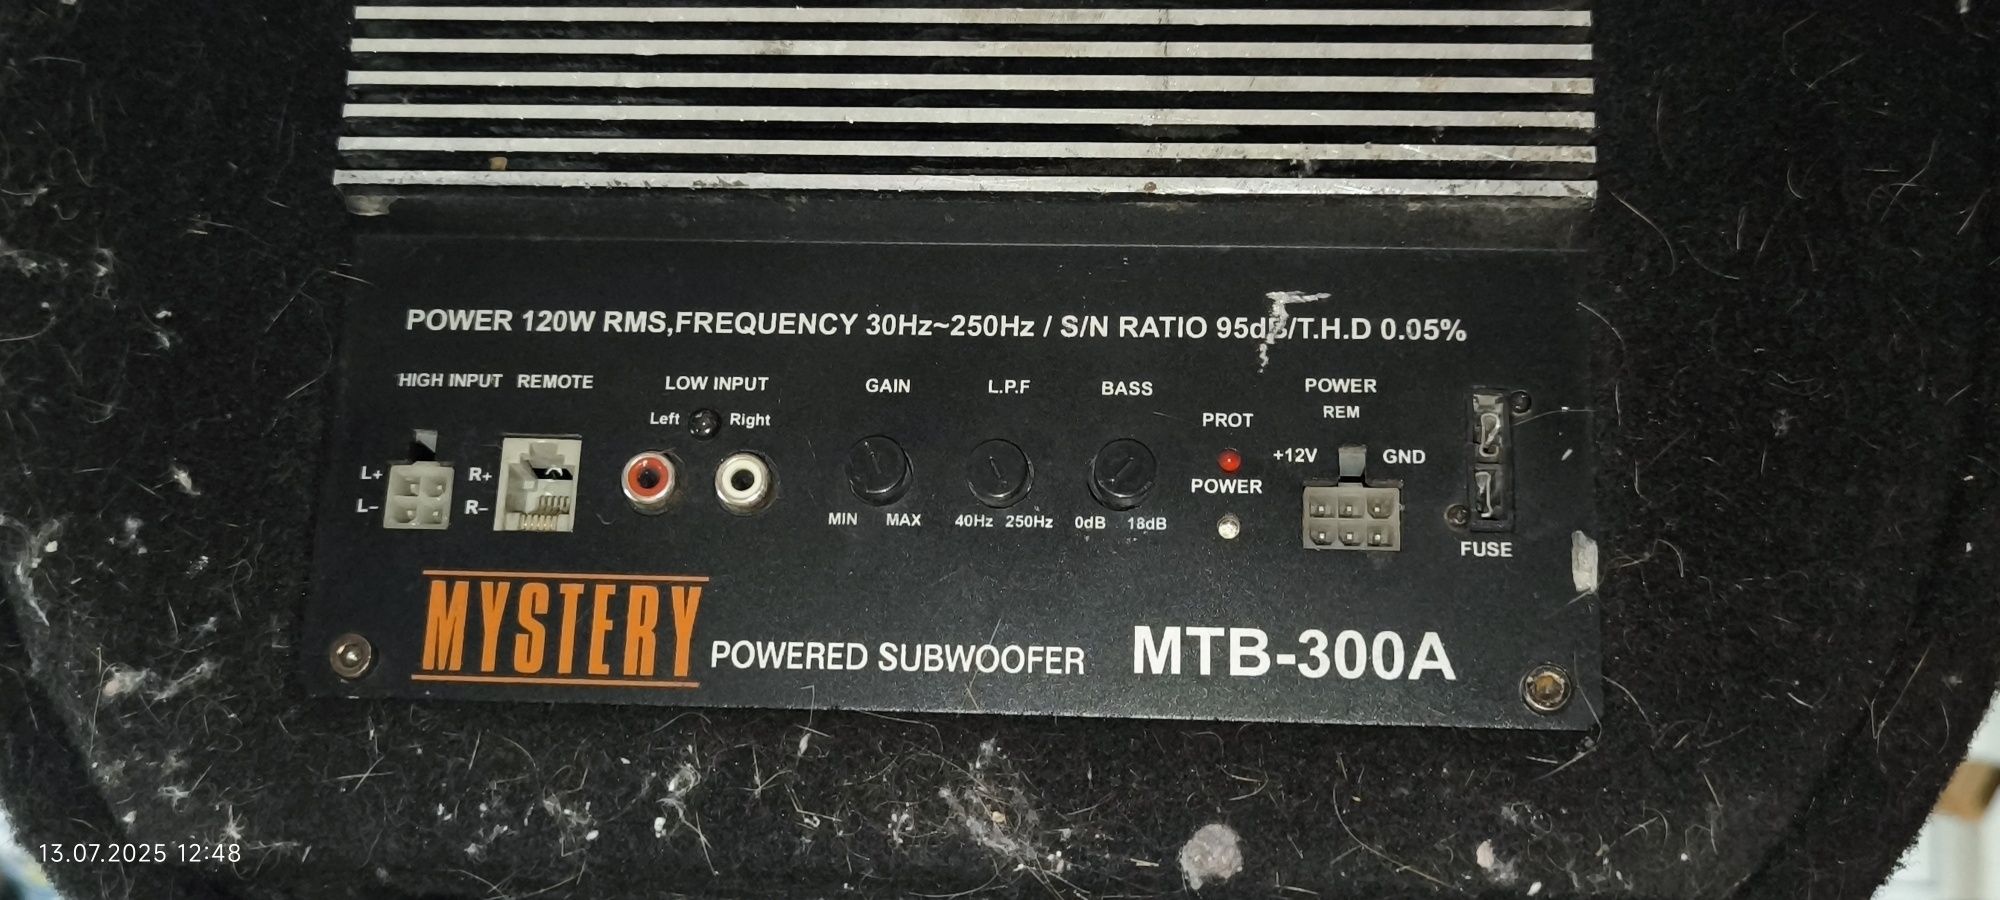 POWER 120W RMS,FREQUENCY 30Hz~250Hz / S/N RATIO 95dB/T.H.D 0.05%
HIGH INPUT REMOTE LOW INPUT GAIN L.P.F BASS POWER
Left Right PROT REM
L+ R+ +12V GND
L- R- POWER
MIN MAX 40Hz 250Hz 0dB 18dB
FUSE
MYSTERY POWERED SUBWOOFER MTB-300A
13.07.2025 12:48